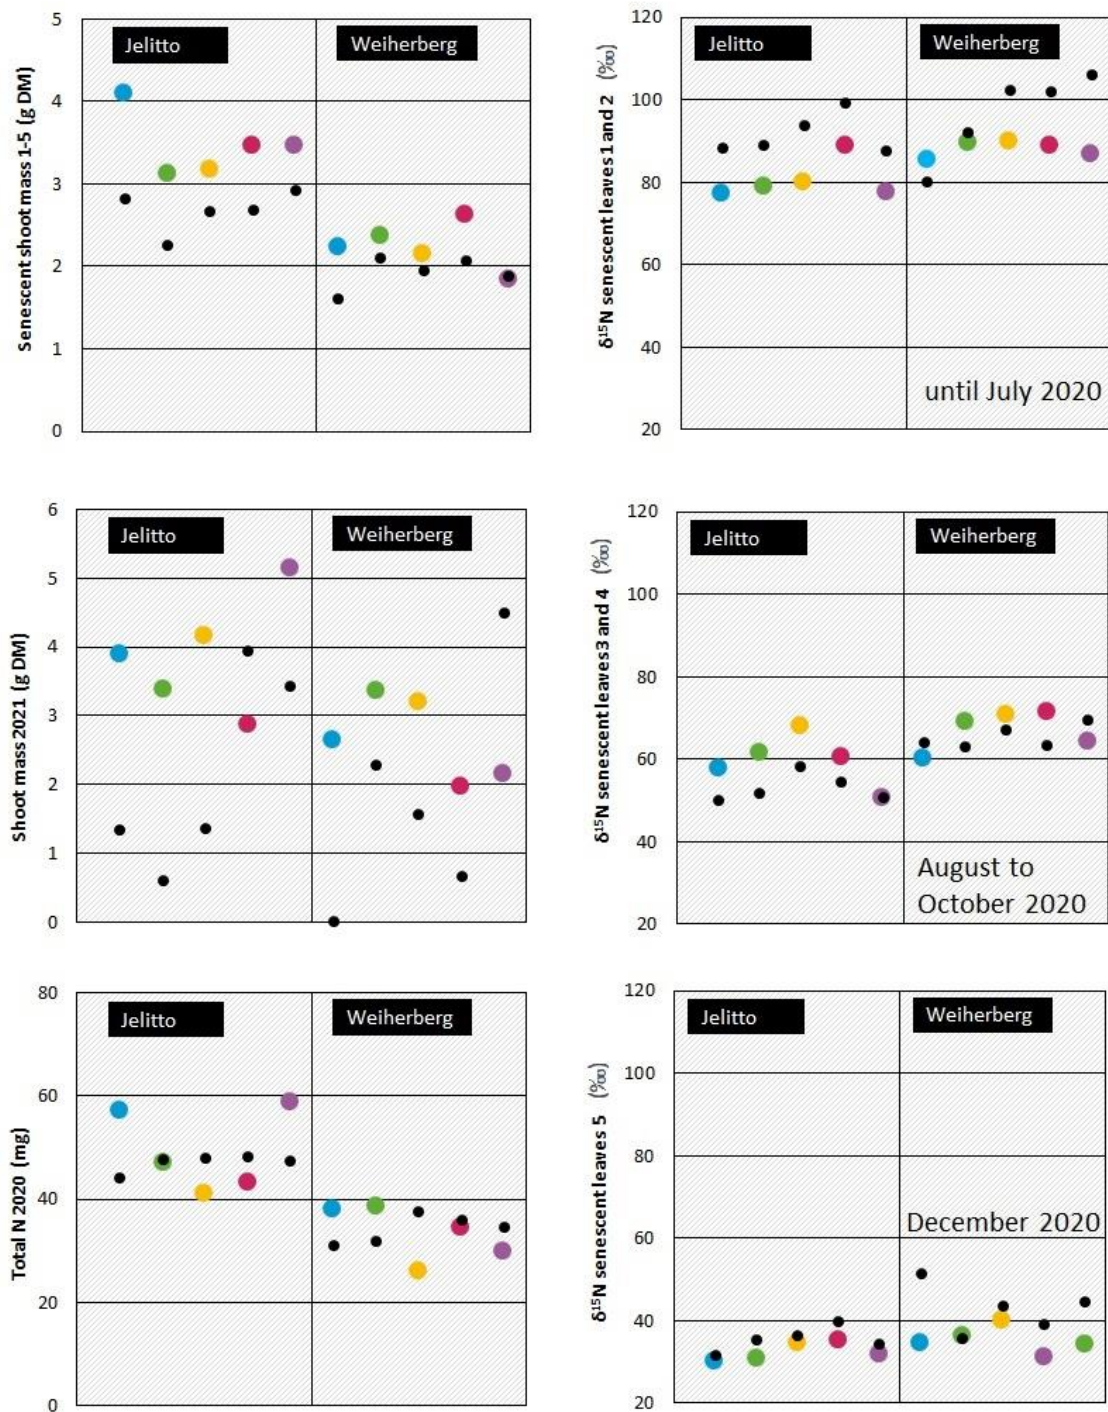 Senescent shoot mass 1-5 (g DM)
5
4
3
2
1
0
Jelitto
Weiherberg
δ15N senescent leaves 1 and 2 (‰)
120
100
80
60
40
20
Jelitto
Weiherberg
until July 2020
Shoot mass 2021 (g DM)
6
5
4
3
2
1
0
Jelitto
Weiherberg
δ15N senescent leaves 3 and 4 (‰)
120
100
80
60
40
20
Jelitto
Weiherberg
August to
October 2020
Total N 2020 (mg)
80
60
40
20
0
Jelitto
Weiherberg
δ15N senescent leaves 5 (‰)
120
100
80
60
40
20
Jelitto
Weiherberg
December 2020